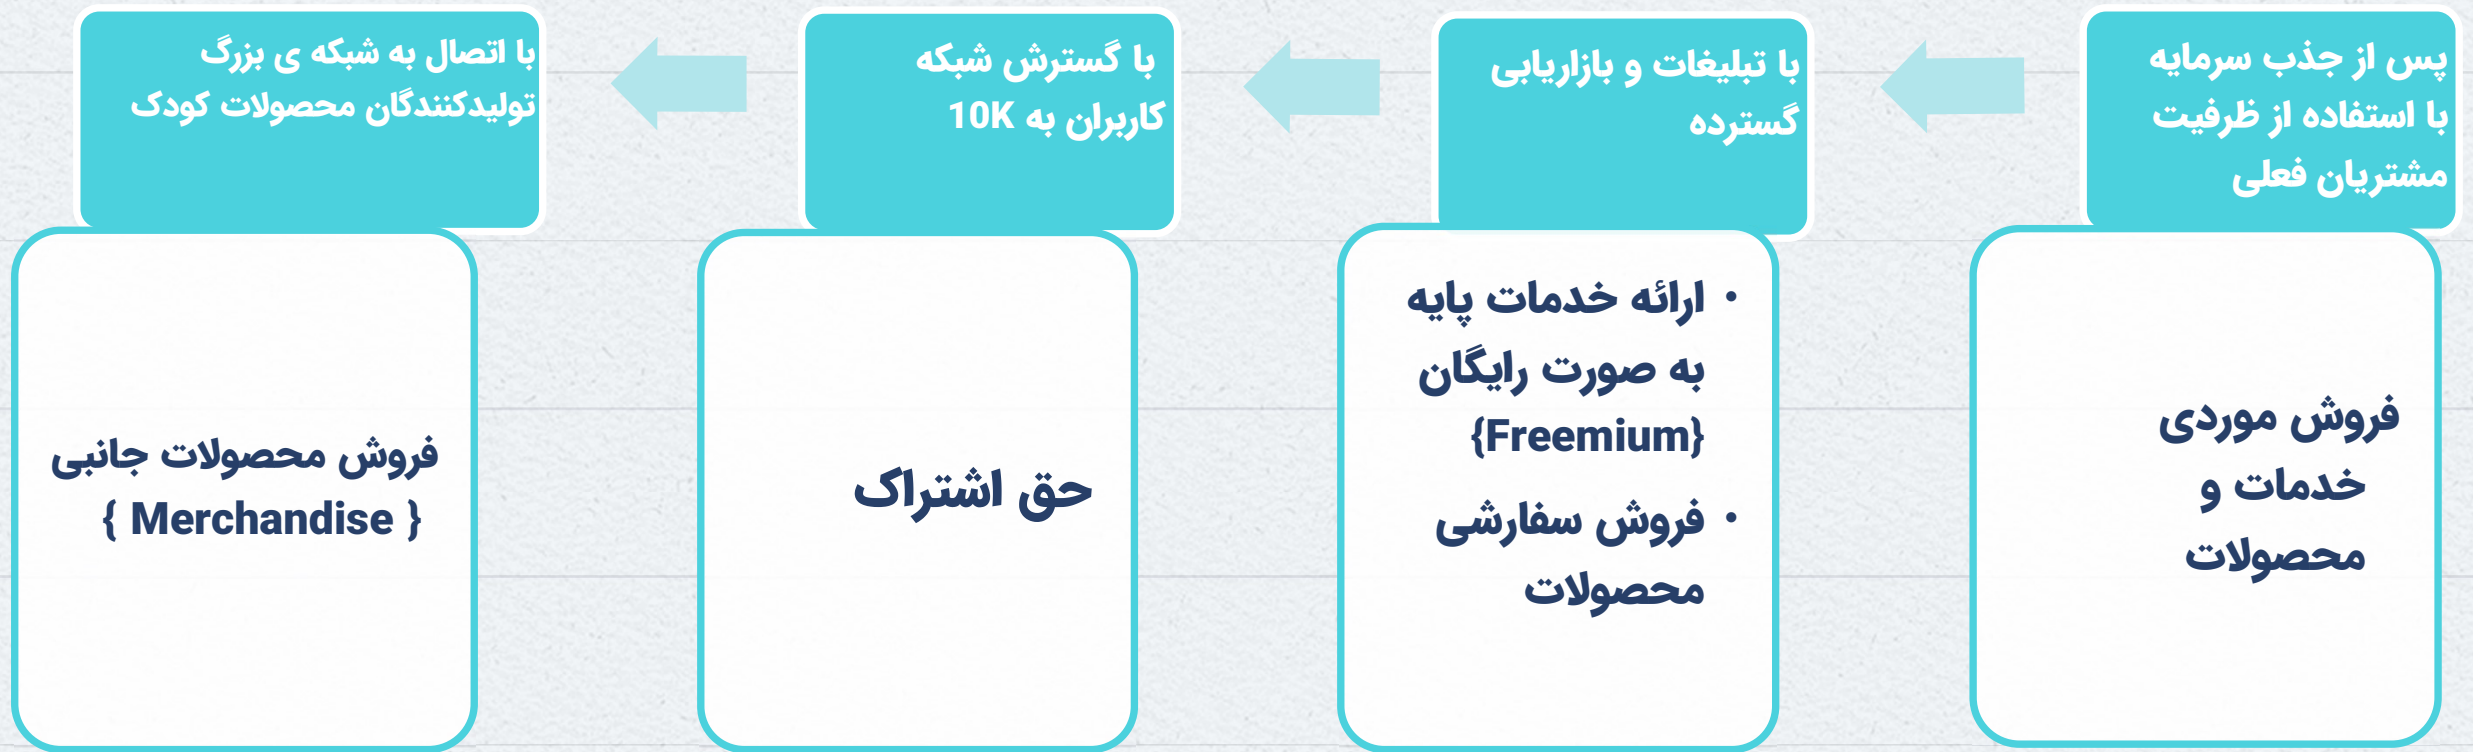 پس از جذب سرمایه
با استفاده از ظرفیت
مشتریان فعلی
فروش موردی
خدمات و
محصولات
با تبلیغات و بازاریابی
گسترده
• ارائه خدمات پایه
به صورت رایگان
{Freemium}
• فروش سفارشی
محصولات
با گسترش شبکه
کاربران به 10K
حق اشتراک
با اتصال به شبکه ی بزرگ
تولیدکنندگان محصولات کودک
فروش محصولات جانبی
{ Merchandise }